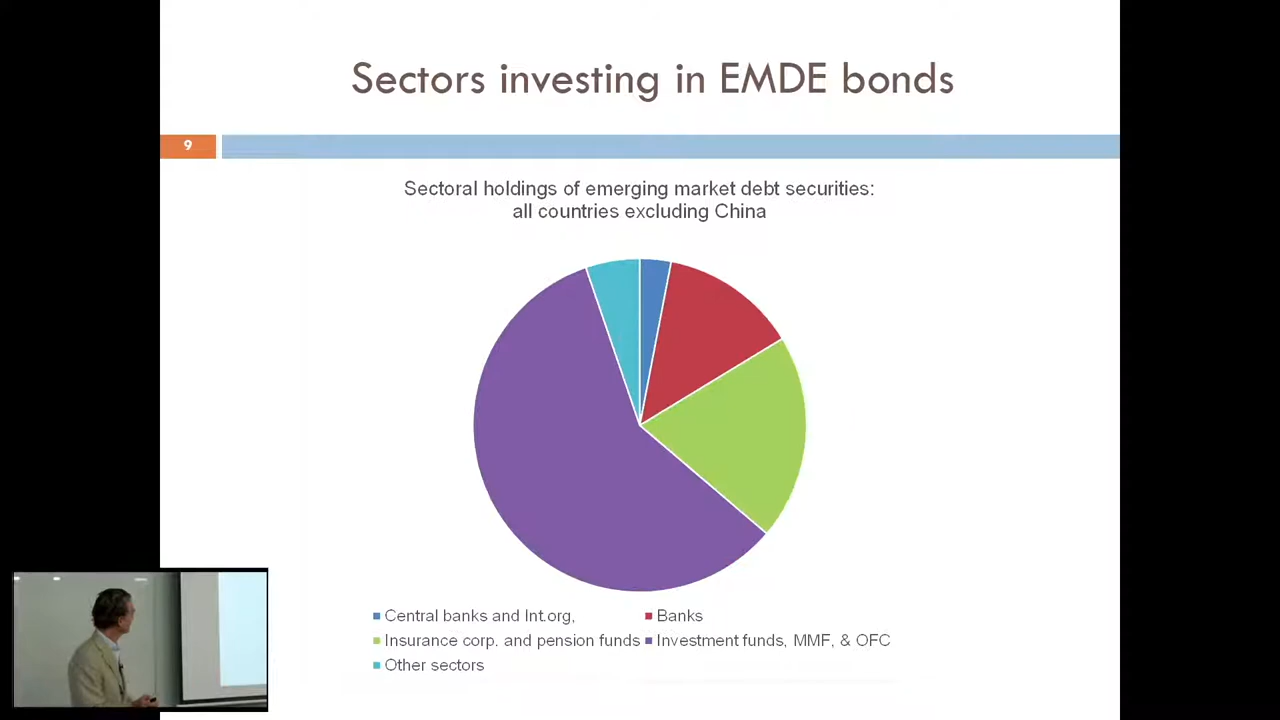 Sectors investing in EMDE bonds
9
Sectoral holdings of emerging market debt securities:
all countries excluding China
Central banks and Int.org,
Banks
Insurance corp. and pension funds
Investment funds, MMF, & OFC
Other sectors